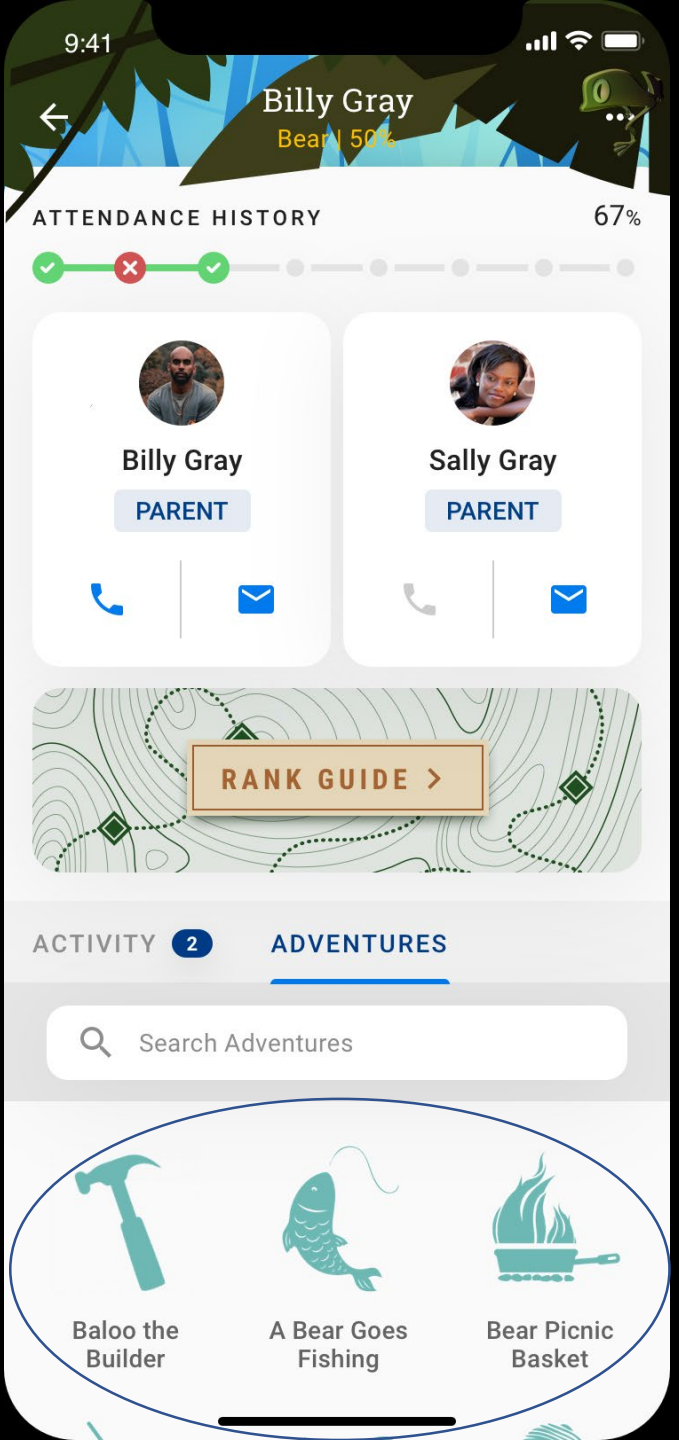 9:41
Billy Gray
Bear | 50%
ATTENDANCE HISTORY 67%
Billy Gray Sally Gray
PARENT PARENT
RANK GUIDE >
ACTIVITY 2 ADVENTURES
Search Adventures
Baloo the Builder
A Bear Goes Fishing
Bear Picnic Basket